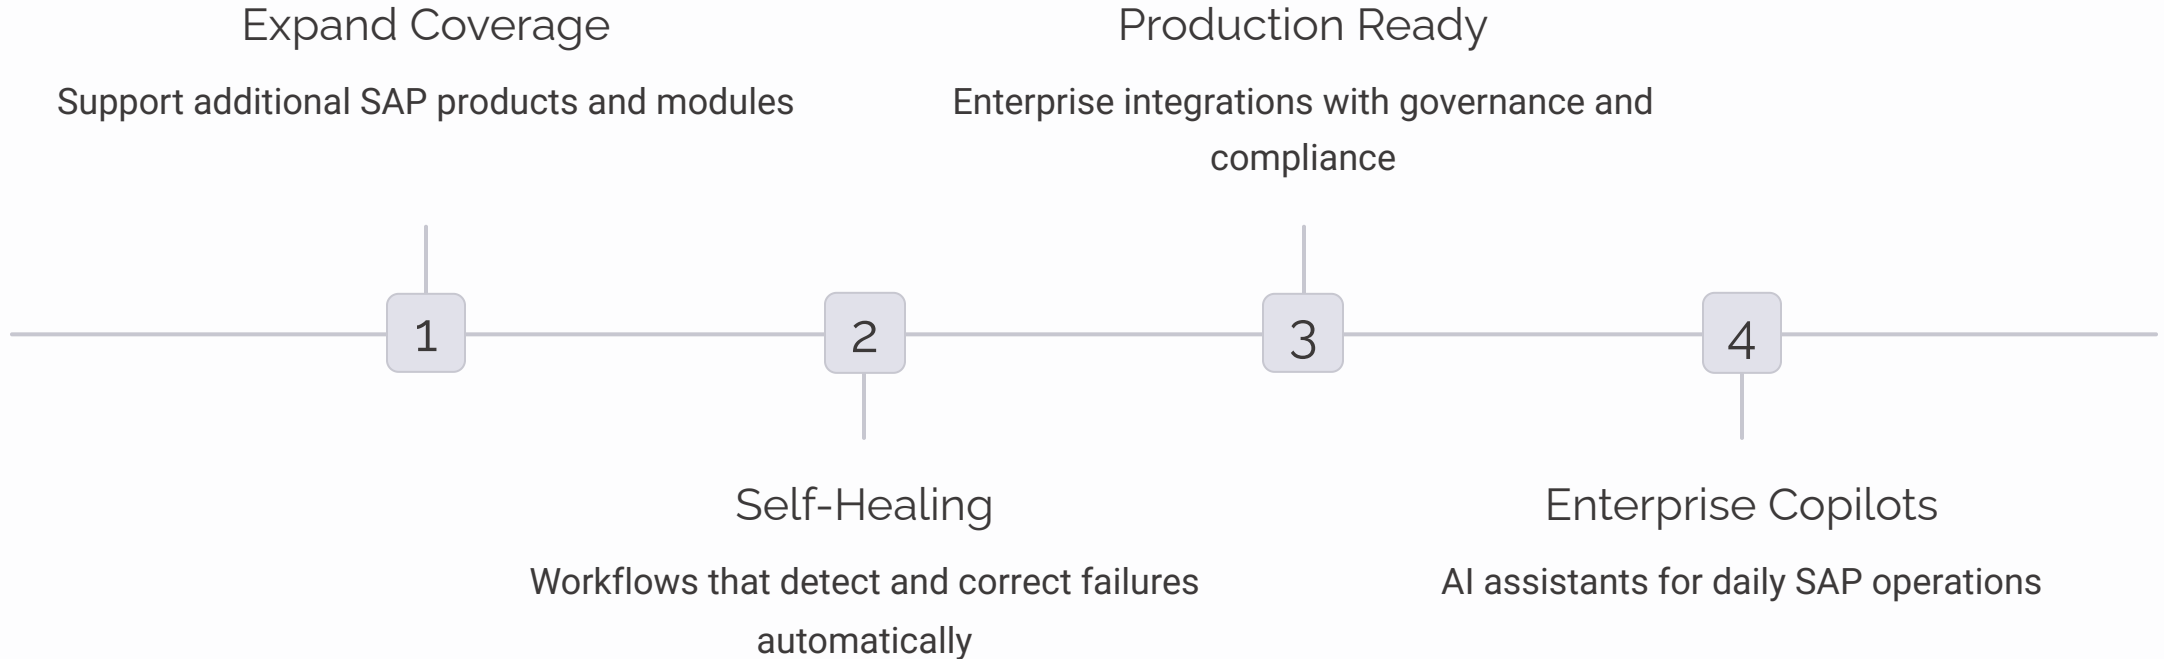 Expand Coverage
Support additional SAP products and modules
Production Ready
Enterprise integrations with governance and
compliance
1
2
3
4
Self-Healing
Workflows that detect and correct failures
automatically
Enterprise Copilots
AI assistants for daily SAP operations